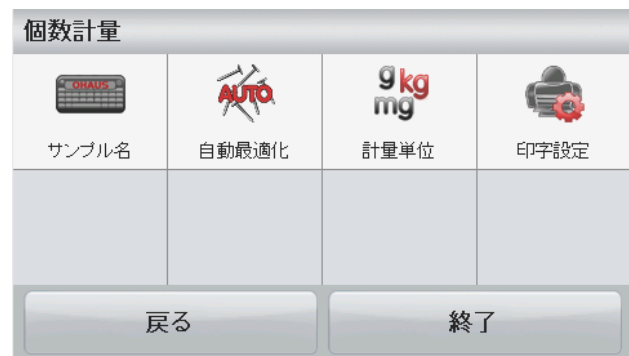 個数計量
OHAUS
サンプル名
AUTO
自動最適化
g kg
mg
計量単位
印字設定
戻る
終了